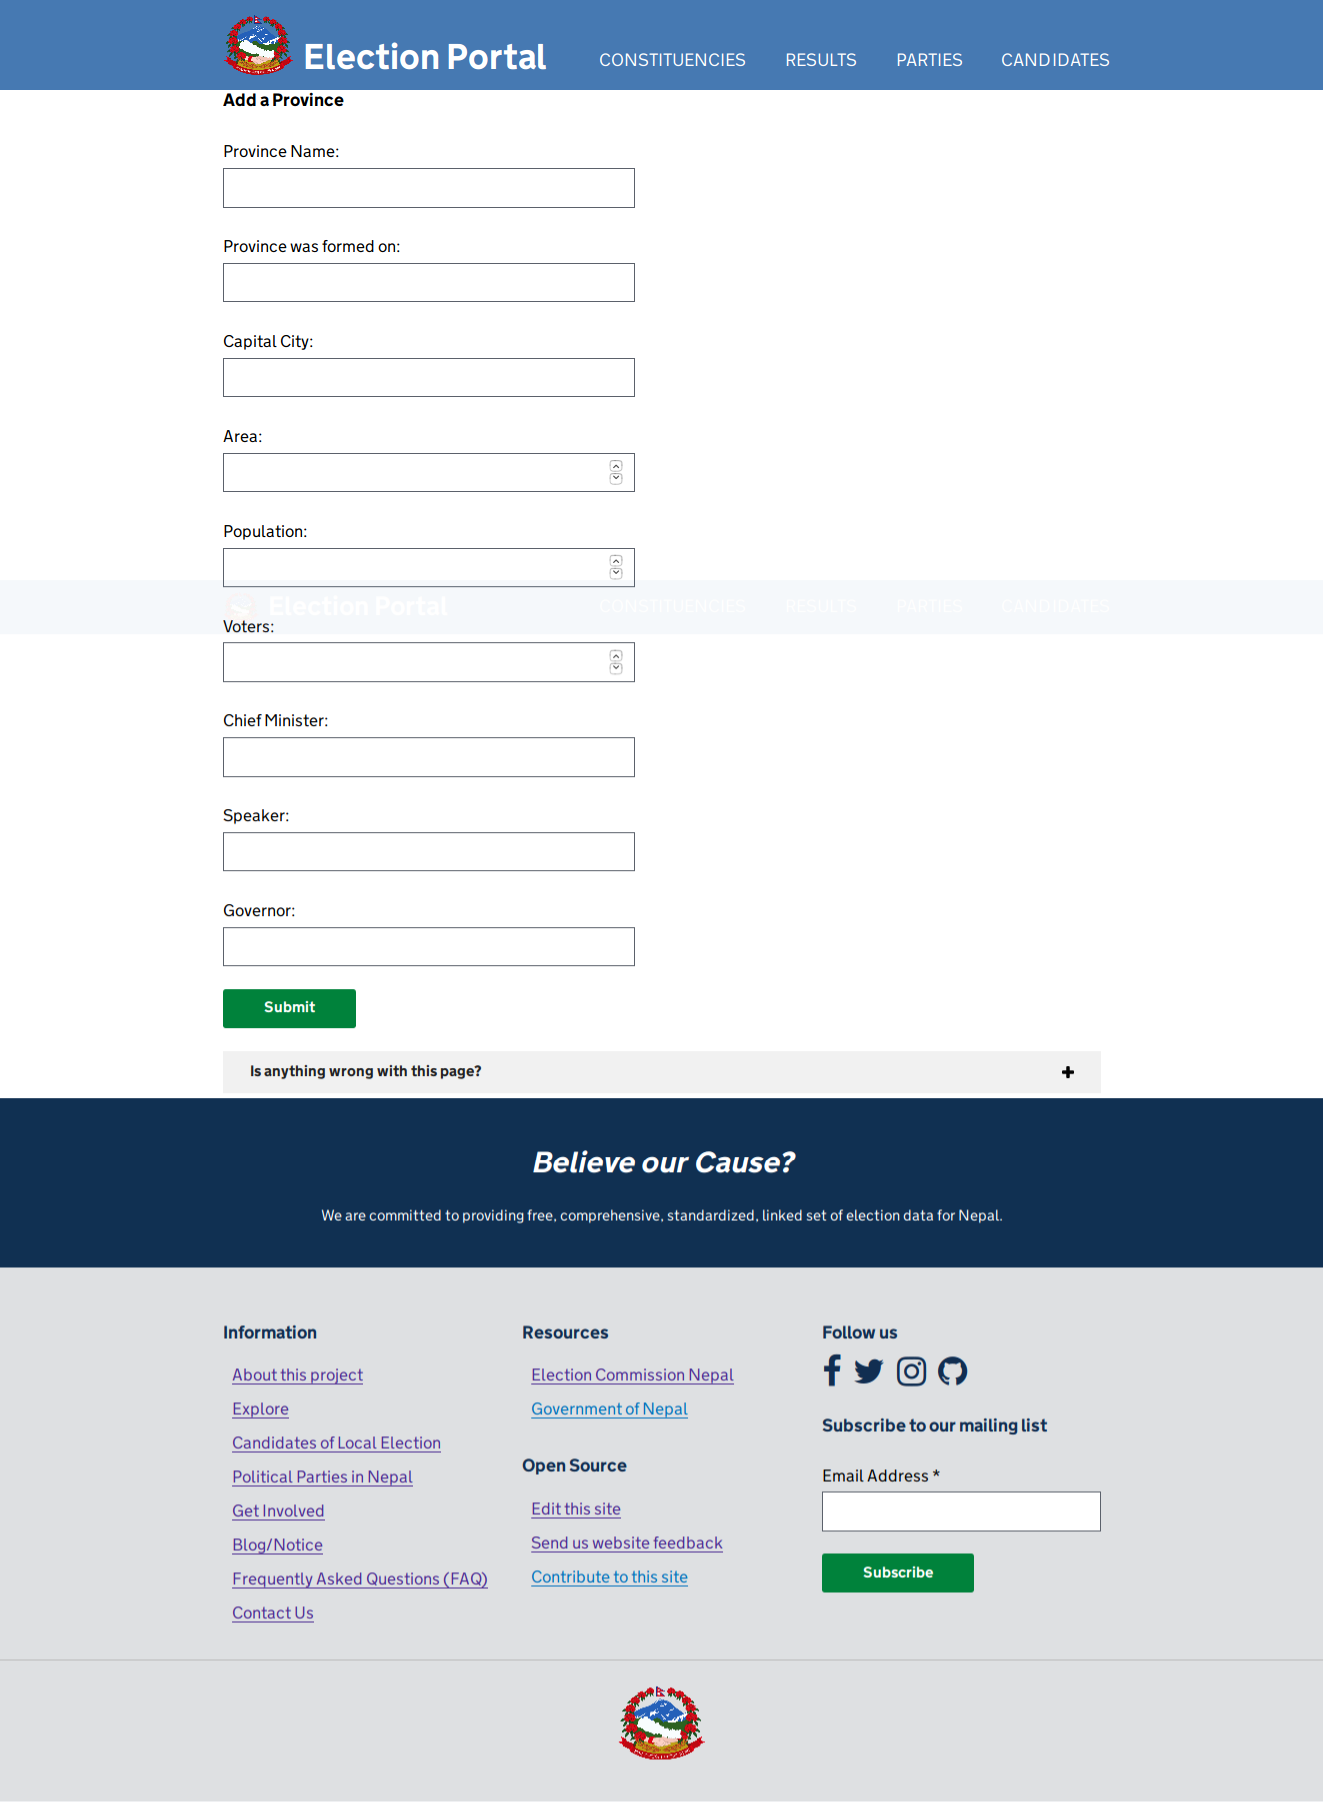 Election Portal
CONSTITUENCIES RESULTS PARTIES CANDIDATES
Add a Province
Province Name:
Province was formed on:
Capital City:
Area:
Population:
Election Portal
CONSTITUENCIES RESULTS PARTIES CANDIDATES
Voters:
Chief Minister:
Speaker:
Governor:
Submit
Is anything wrong with this page?
Believe our Cause?
We are committed to providing free, comprehensive, standardized, linked set of election data for Nepal.
Information
About this project
Explore
Candidates of Local Election
Political Parties in Nepal
Get Involved
Blog/Notice
Frequently Asked Questions (FAQ)
Contact Us
Resources
Election Commission Nepal
Government of Nepal
Open Source
Edit this site
Send us website feedback
Contribute to this site
Follow us
Subscribe to our mailing list
Email Address *
Subscribe